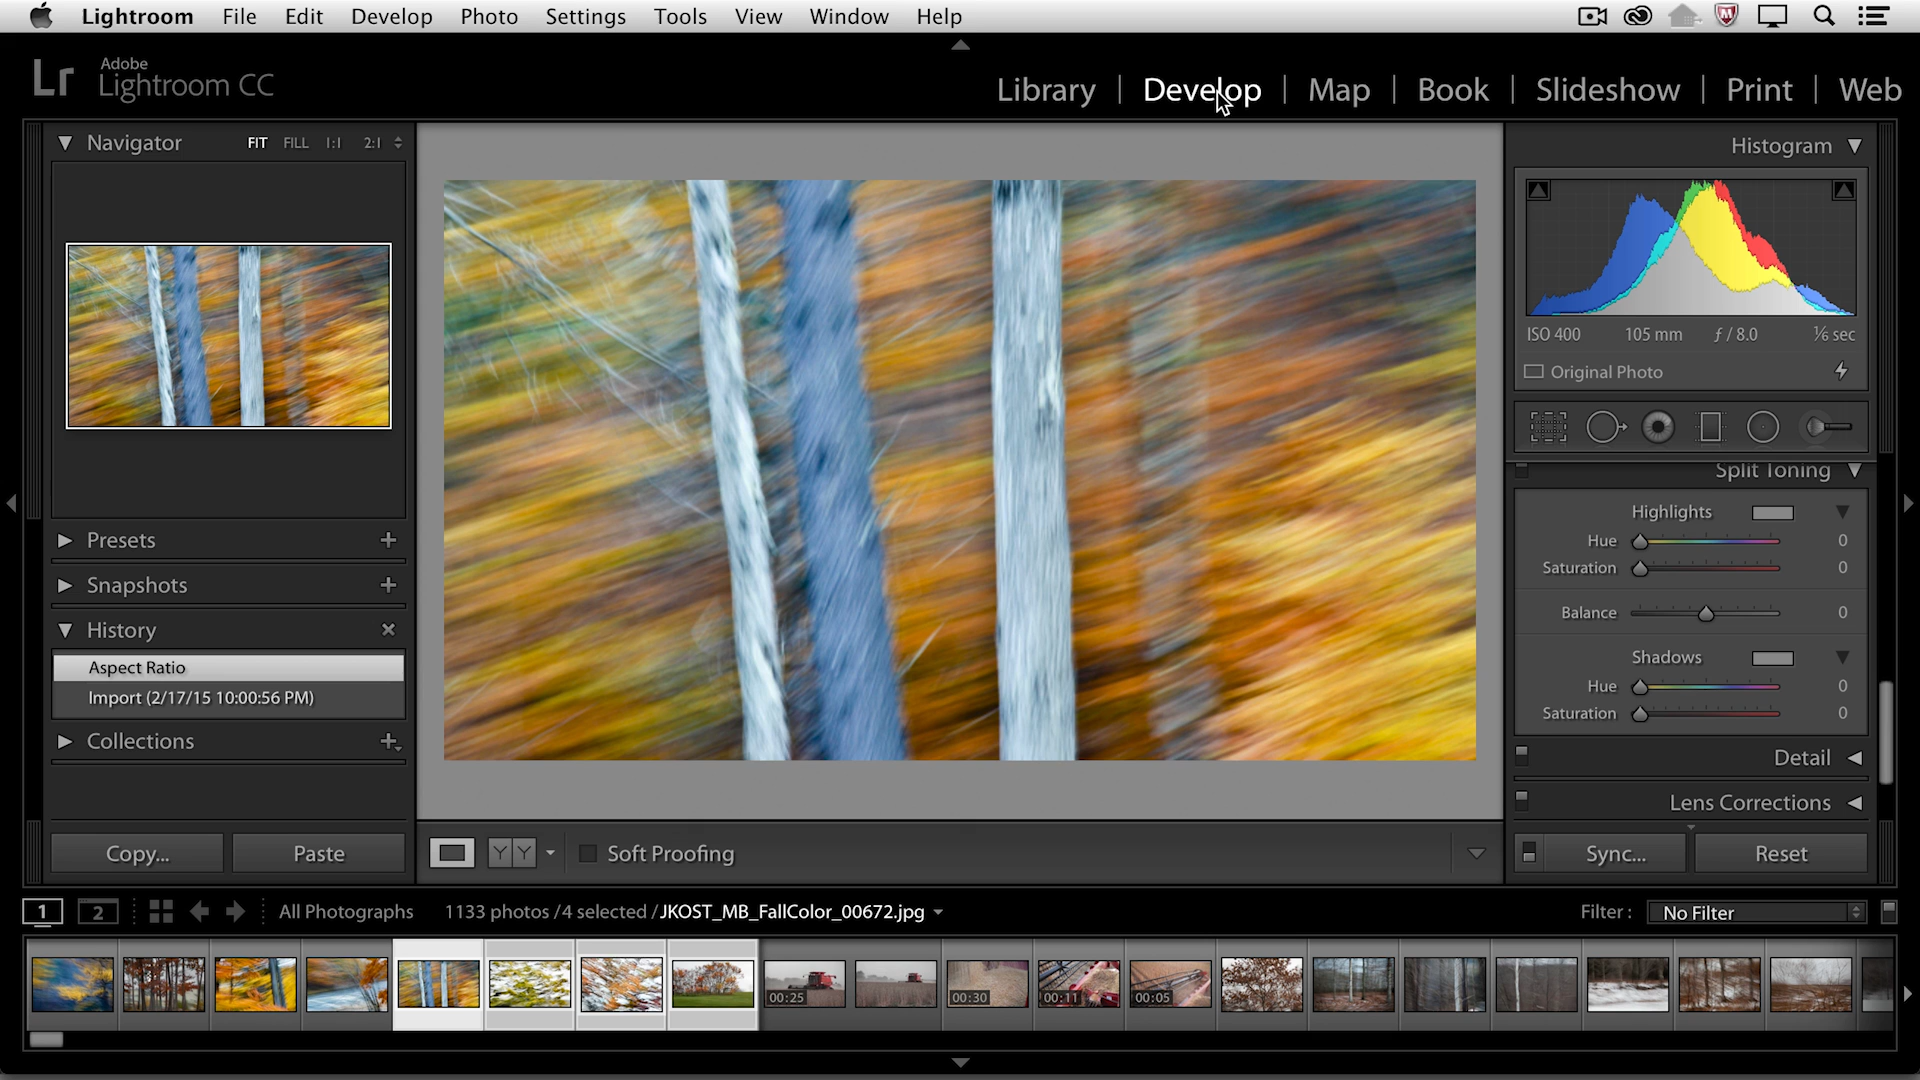 Lightroom File Edit Develop Photo Settings Tools View Window Help
Lr Adobe Lightroom CC
Library | Develop | Map | Book | Slideshow | Print | Web
Navigator FIT FILL 1:1 2:1
Histogram
ISO 400 105 mm ƒ / 8.0 ⅙ sec
Original Photo
Split Toning
Highlights
Hue 0
Saturation 0
Balance 0
Shadows
Hue 0
Saturation 0
Detail
Lens Corrections
Presets +
Snapshots +
History ×
Aspect Ratio
Import (2/17/15 10:00:56 PM)
Collections +
Copy... Paste
YY Soft Proofing
Sync... Reset
1 2 All Photographs 1133 photos /4 selected /JKOST_MB_FallColor_00672.jpg
Filter : No Filter
00:25 00:30 00:11 00:05